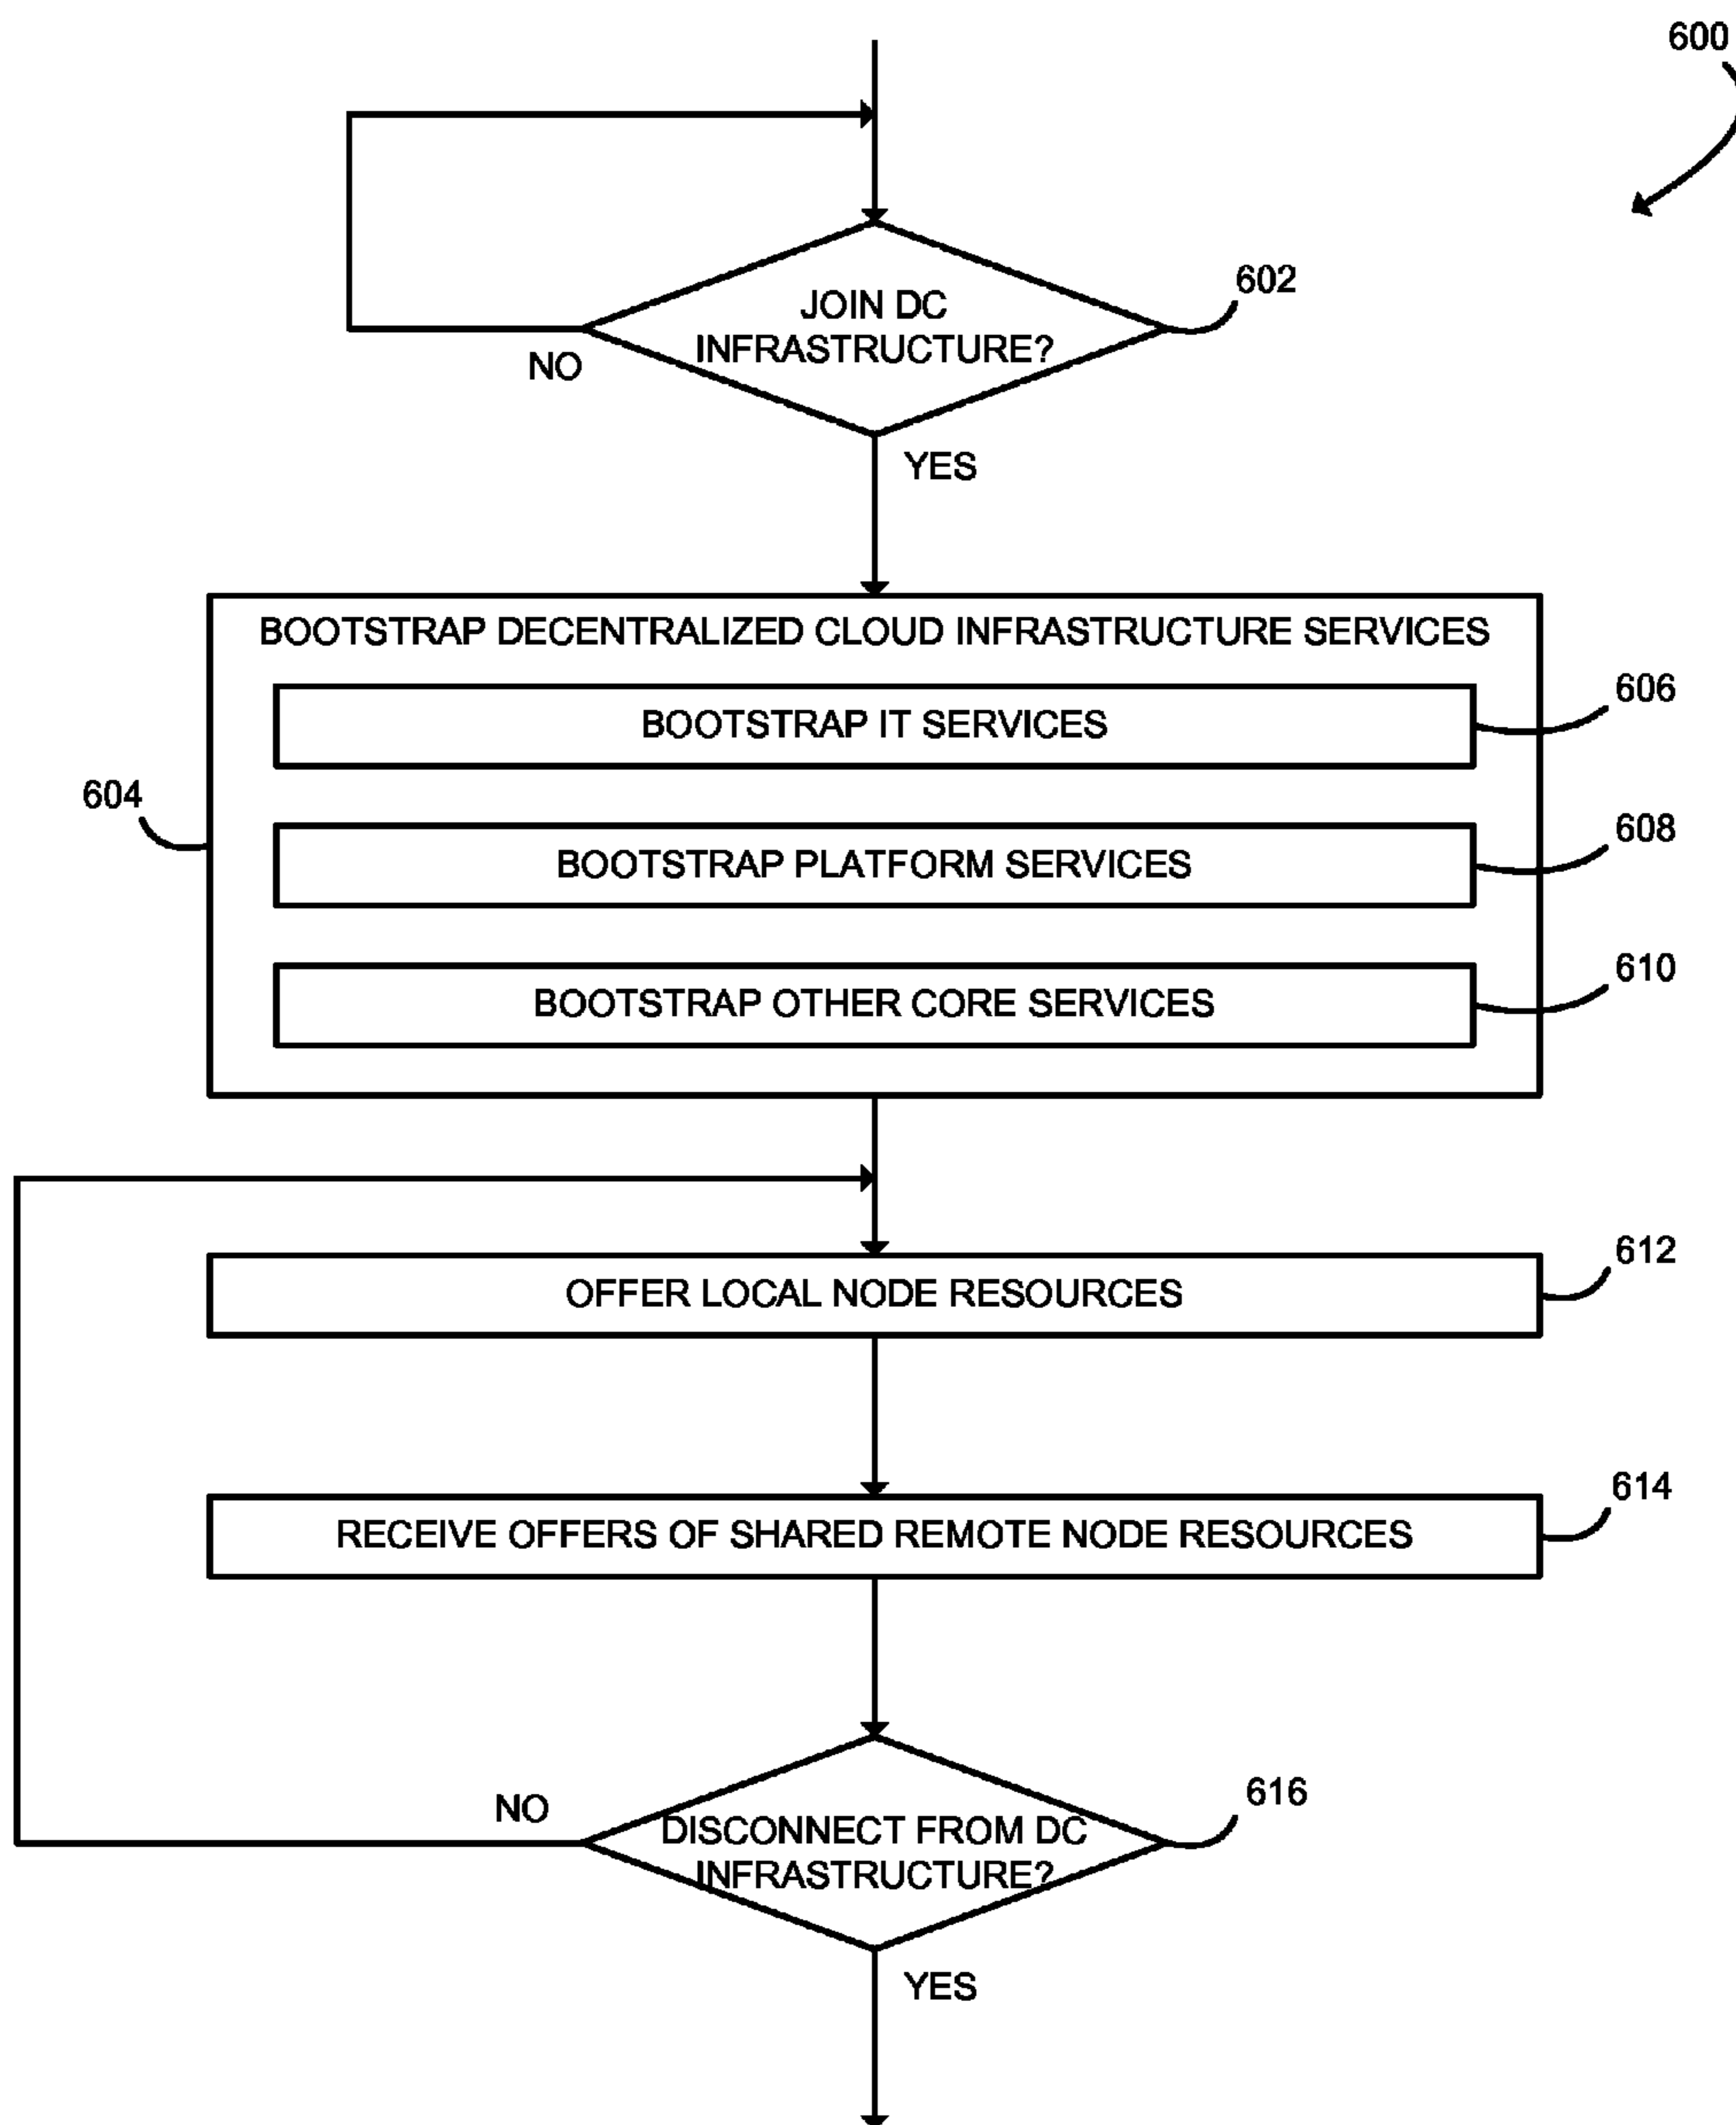 600
JOIN DC
INFRASTRUCTURE?
602
NO
YES
BOOTSTRAP DECENTRALIZED CLOUD INFRASTRUCTURE SERVICES
606
BOOTSTRAP IT SERVICES
604
608
BOOTSTRAP PLATFORM SERVICES
610
BOOTSTRAP OTHER CORE SERVICES
612
OFFER LOCAL NODE RESOURCES
614
RECEIVE OFFERS OF SHARED REMOTE NODE RESOURCES
616
NO
DISCONNECT FROM DC
INFRASTRUCTURE?
YES